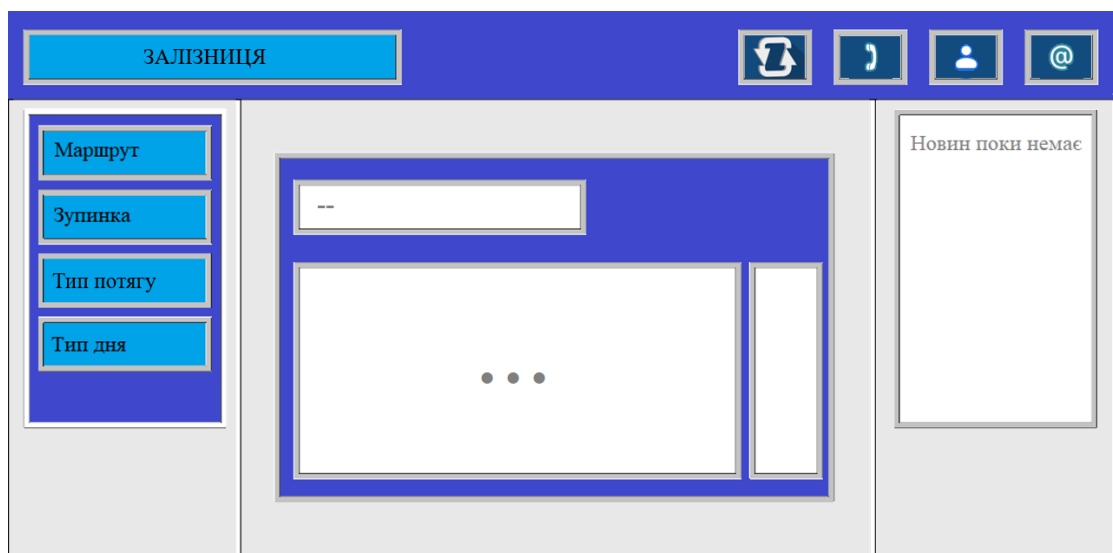 ЗАЛІЗНИЦЯ
@
Маршрут
Зупинка
Тип потягу
Тип дня
--
• • •
Новин поки немає